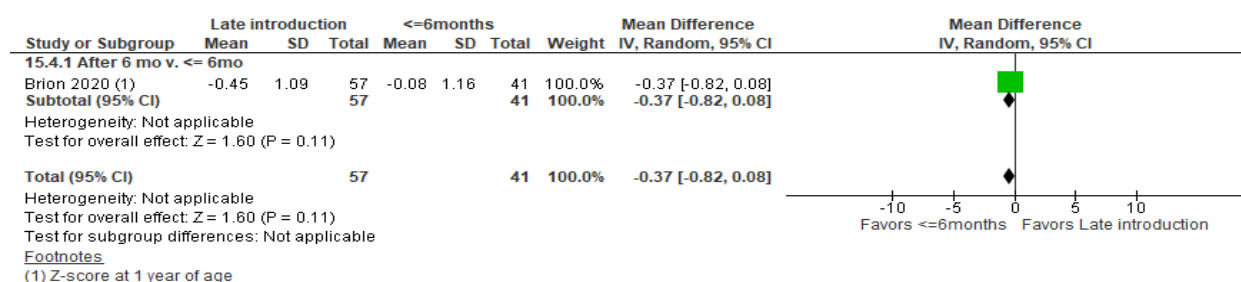 Late introduction <=6months Mean Difference Mean Difference
Study or Subgroup Mean SD Total Mean SD Total Weight IV, Random, 95% CI IV, Random, 95% CI
15.4.1 After 6 mo v. <= 6mo
Brion 2020 (1) -0.45 1.09 57 -0.08 1.16 41 100.0% -0.37 [-0.82, 0.08]
Subtotal (95% CI) 57 41 100.0% -0.37 [-0.82, 0.08]
Heterogeneity: Not applicable
Test for overall effect: Z = 1.60 (P = 0.11)
Total (95% CI) 57 41 100.0% -0.37 [-0.82, 0.08]
Heterogeneity: Not applicable
Test for overall effect: Z = 1.60 (P = 0.11)
Test for subgroup differences: Not applicable
-10 -5 0 5 10
Favors <=6months Favors Late introduction
Footnotes
(1) Z-score at 1 year of age